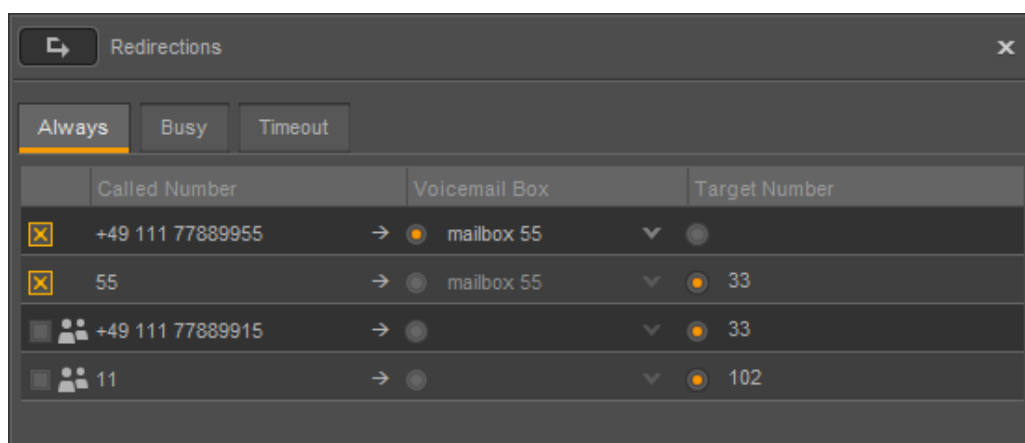 Redirections
Always Busy Timeout
Called Number Voicemail Box Target Number
+49 111 77889955 → mailbox 55
55 → mailbox 55 33
+49 111 77889915 → 33
11 → 102